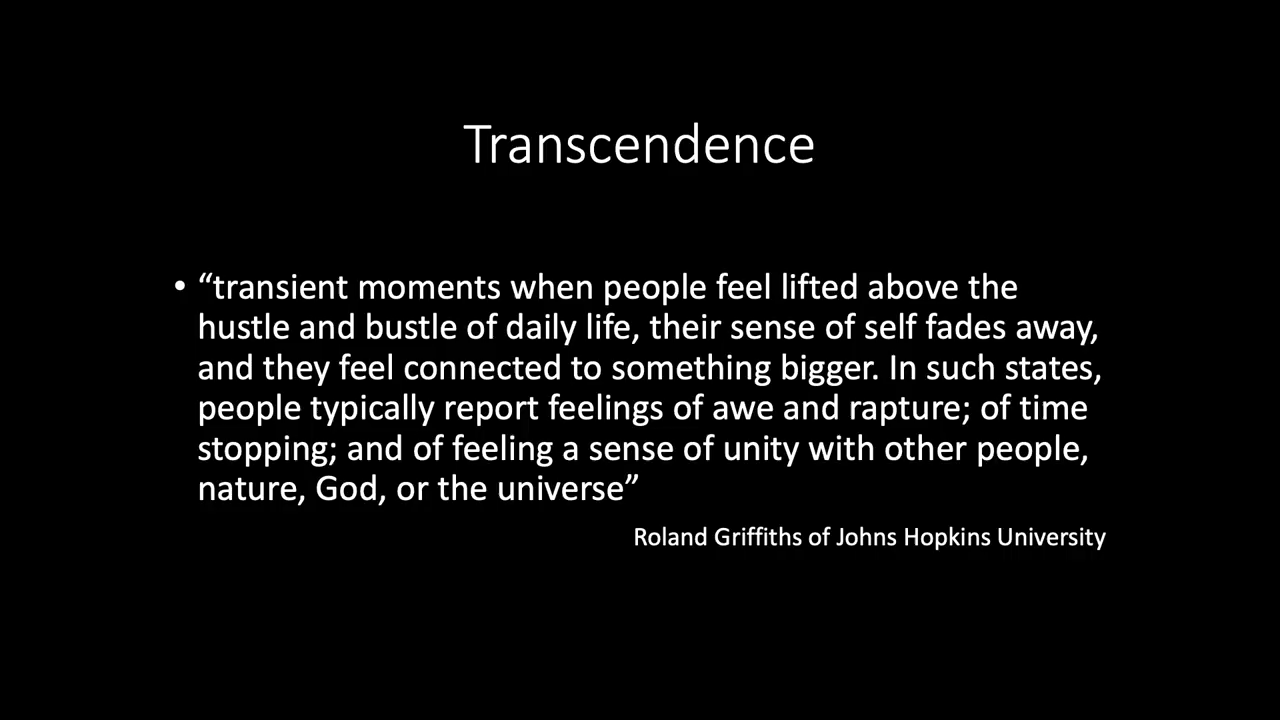 Transcendence
• “transient moments when people feel lifted above the
hustle and bustle of daily life, their sense of self fades away,
and they feel connected to something bigger. In such states,
people typically report feelings of awe and rapture; of time
stopping; and of feeling a sense of unity with other people,
nature, God, or the universe”
Roland Griffiths of Johns Hopkins University